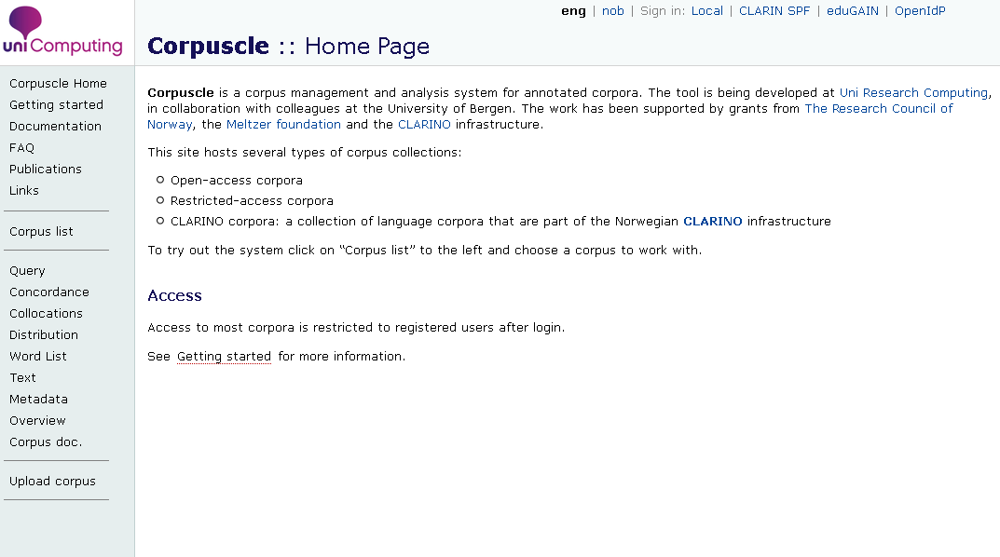 uni Computing
eng | nob | Sign in: Local | CLARIN SPF | eduGAIN | OpenIdP
Corpuscle :: Home Page
Corpuscle Home
Getting started
Documentation
FAQ
Publications
Links
Corpus list
Query
Concordance
Collocations
Distribution
Word List
Text
Metadata
Overview
Corpus doc.
Upload corpus
Corpuscle is a corpus management and analysis system for annotated corpora. The tool is being developed at Uni Research Computing,
in collaboration with colleagues at the University of Bergen. The work has been supported by grants from The Research Council of
Norway, the Meltzer foundation and the CLARINO infrastructure.
This site hosts several types of corpus collections:
Open-access corpora
Restricted-access corpora
CLARINO corpora: a collection of language corpora that are part of the Norwegian CLARINO infrastructure
To try out the system click on “Corpus list” to the left and choose a corpus to work with.
Access
Access to most corpora is restricted to registered users after login.
See Getting started for more information.